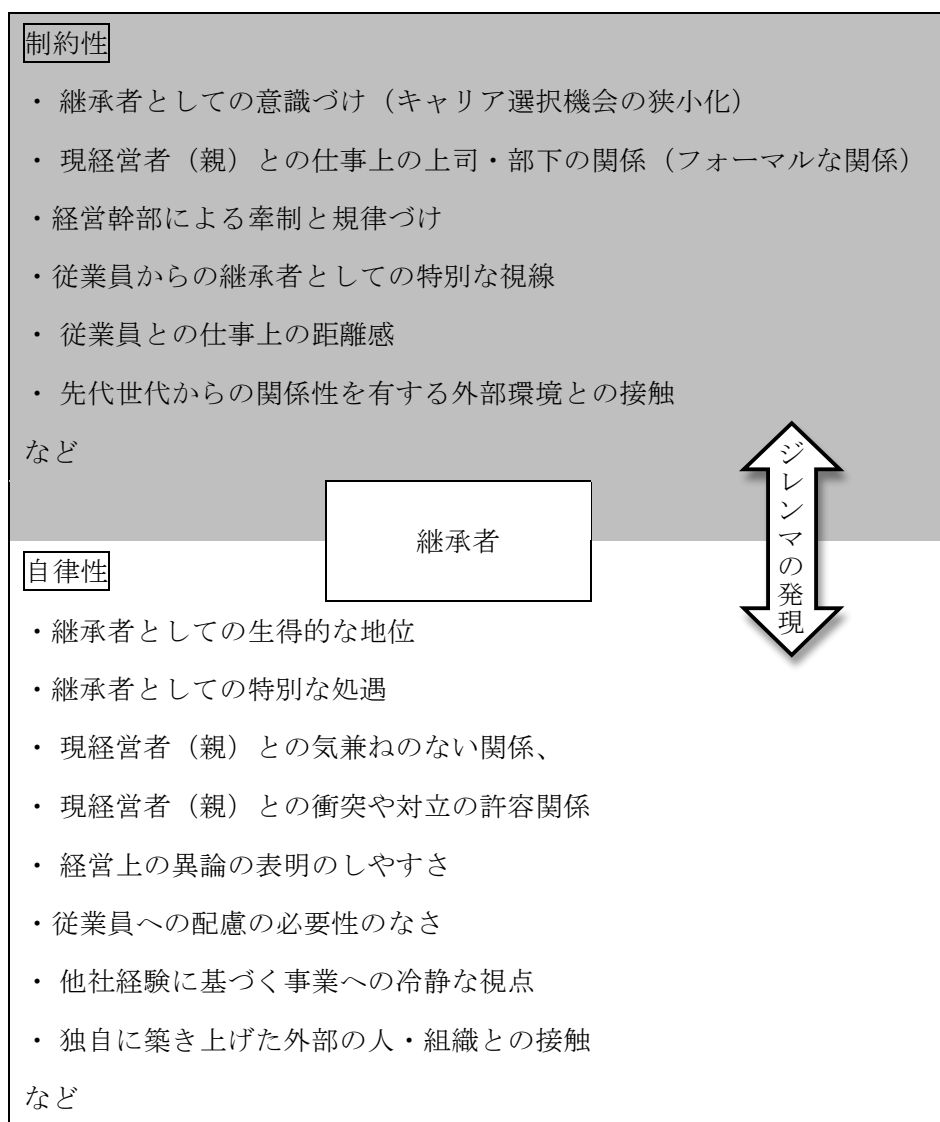 制約性
・ 継承者としての意識づけ（キャリア選択機会の狭小化）
・ 現経営者（親）との仕事上の上司・部下の関係（フォーマルな関係）
・経営幹部による牽制と規律づけ
・従業員からの継承者としての特別な視線
・ 従業員との仕事上の距離感
・ 先代世代からの関係性を有する外部環境との接触
など
ジレンマの発現
継承者
自律性
・継承者としての生得的な地位
・継承者としての特別な処遇
・ 現経営者（親）との気兼ねのない関係、
・ 現経営者（親）との衝突や対立の許容関係
・ 経営上の異論の表明のしやすさ
・従業員への配慮の必要性のなさ
・ 他社経験に基づく事業への冷静な視点
・ 独自に築き上げた外部の人・組織との接触
など